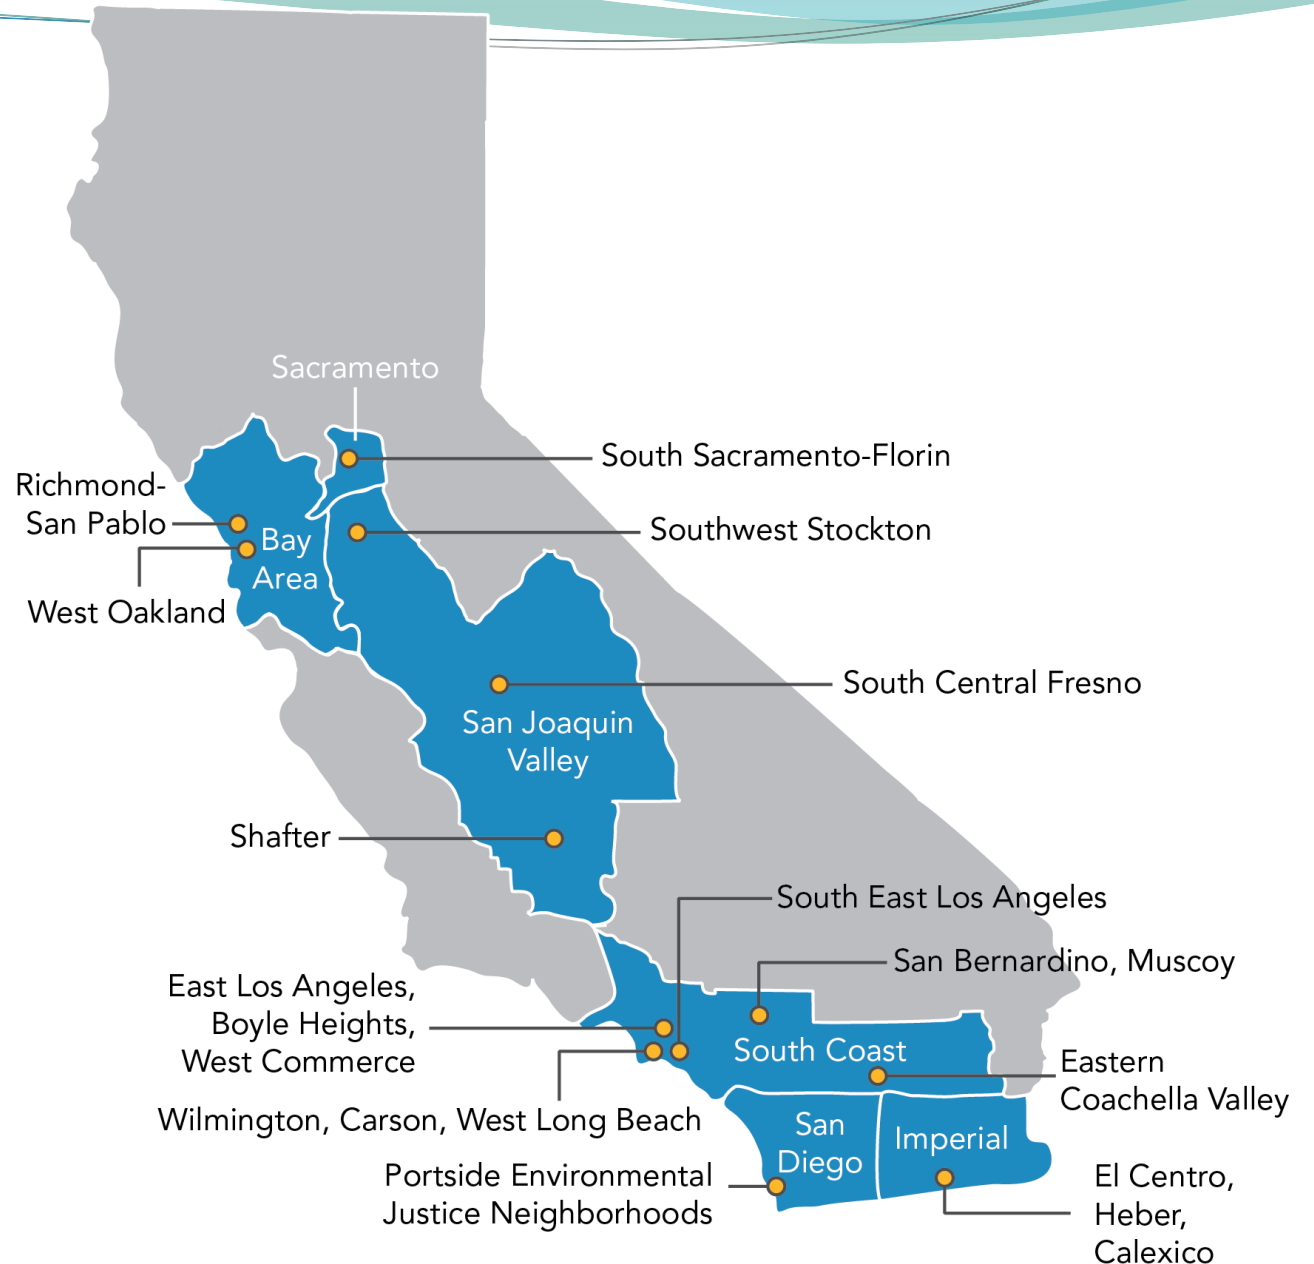 Sacramento
South Sacramento-Florin
Richmond-
San Pablo
Southwest Stockton
Bay
Area
West Oakland
South Central Fresno
San Joaquin
Valley
Shafter
South East Los Angeles
San Bernardino, Muscoy
East Los Angeles,
Boyle Heights,
West Commerce
South Coast
Eastern
Coachella Valley
Wilmington, Carson, West Long Beach
San
Diego
Imperial
Portside Environmental
Justice Neighborhoods
El Centro,
Heber,
Calexico